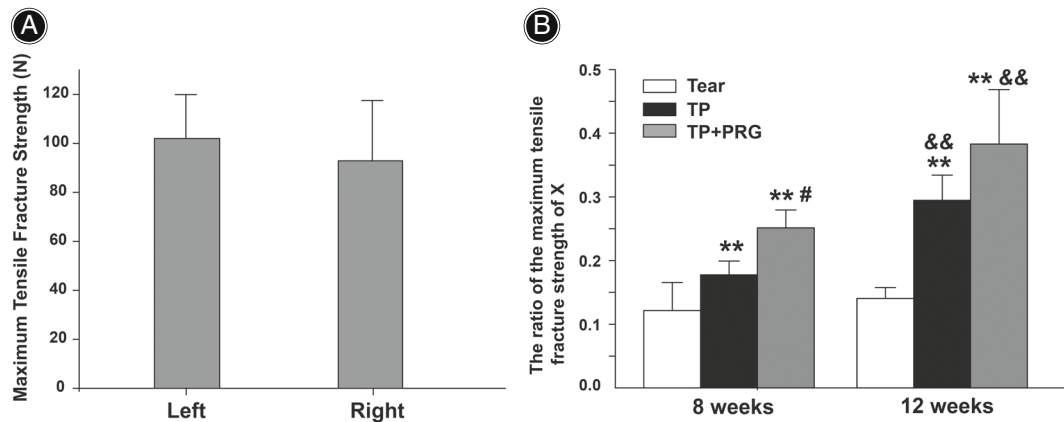 A
Maximum Tensile Fracture Strength (N)
120
100
80
60
40
20
0
Left Right
B
The ratio of the maximum tensile
fracture strength of X
0.5
0.4
0.3
0.2
0.1
0.0
Tear
TP
TP+PRG
**
** #
&&
**
** &&
8 weeks 12 weeks